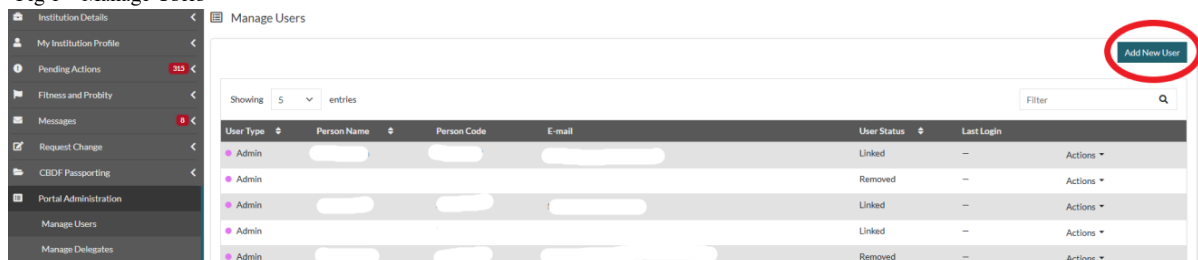 Institution Details
Manage Users
My Institution Profile
Add New User
Pending Actions 315
Fitness and Probity
Showing 5 entries Filter
Messages 8
User Type Person Name Person Code E-mail User Status Last Login
Request Change
Admin Linked – Actions
CBDF Passporting
Admin Removed – Actions
Portal Administration
Admin Linked – Actions
Manage Users
Admin Linked – Actions
Manage Delegates
Admin Removed – Actions